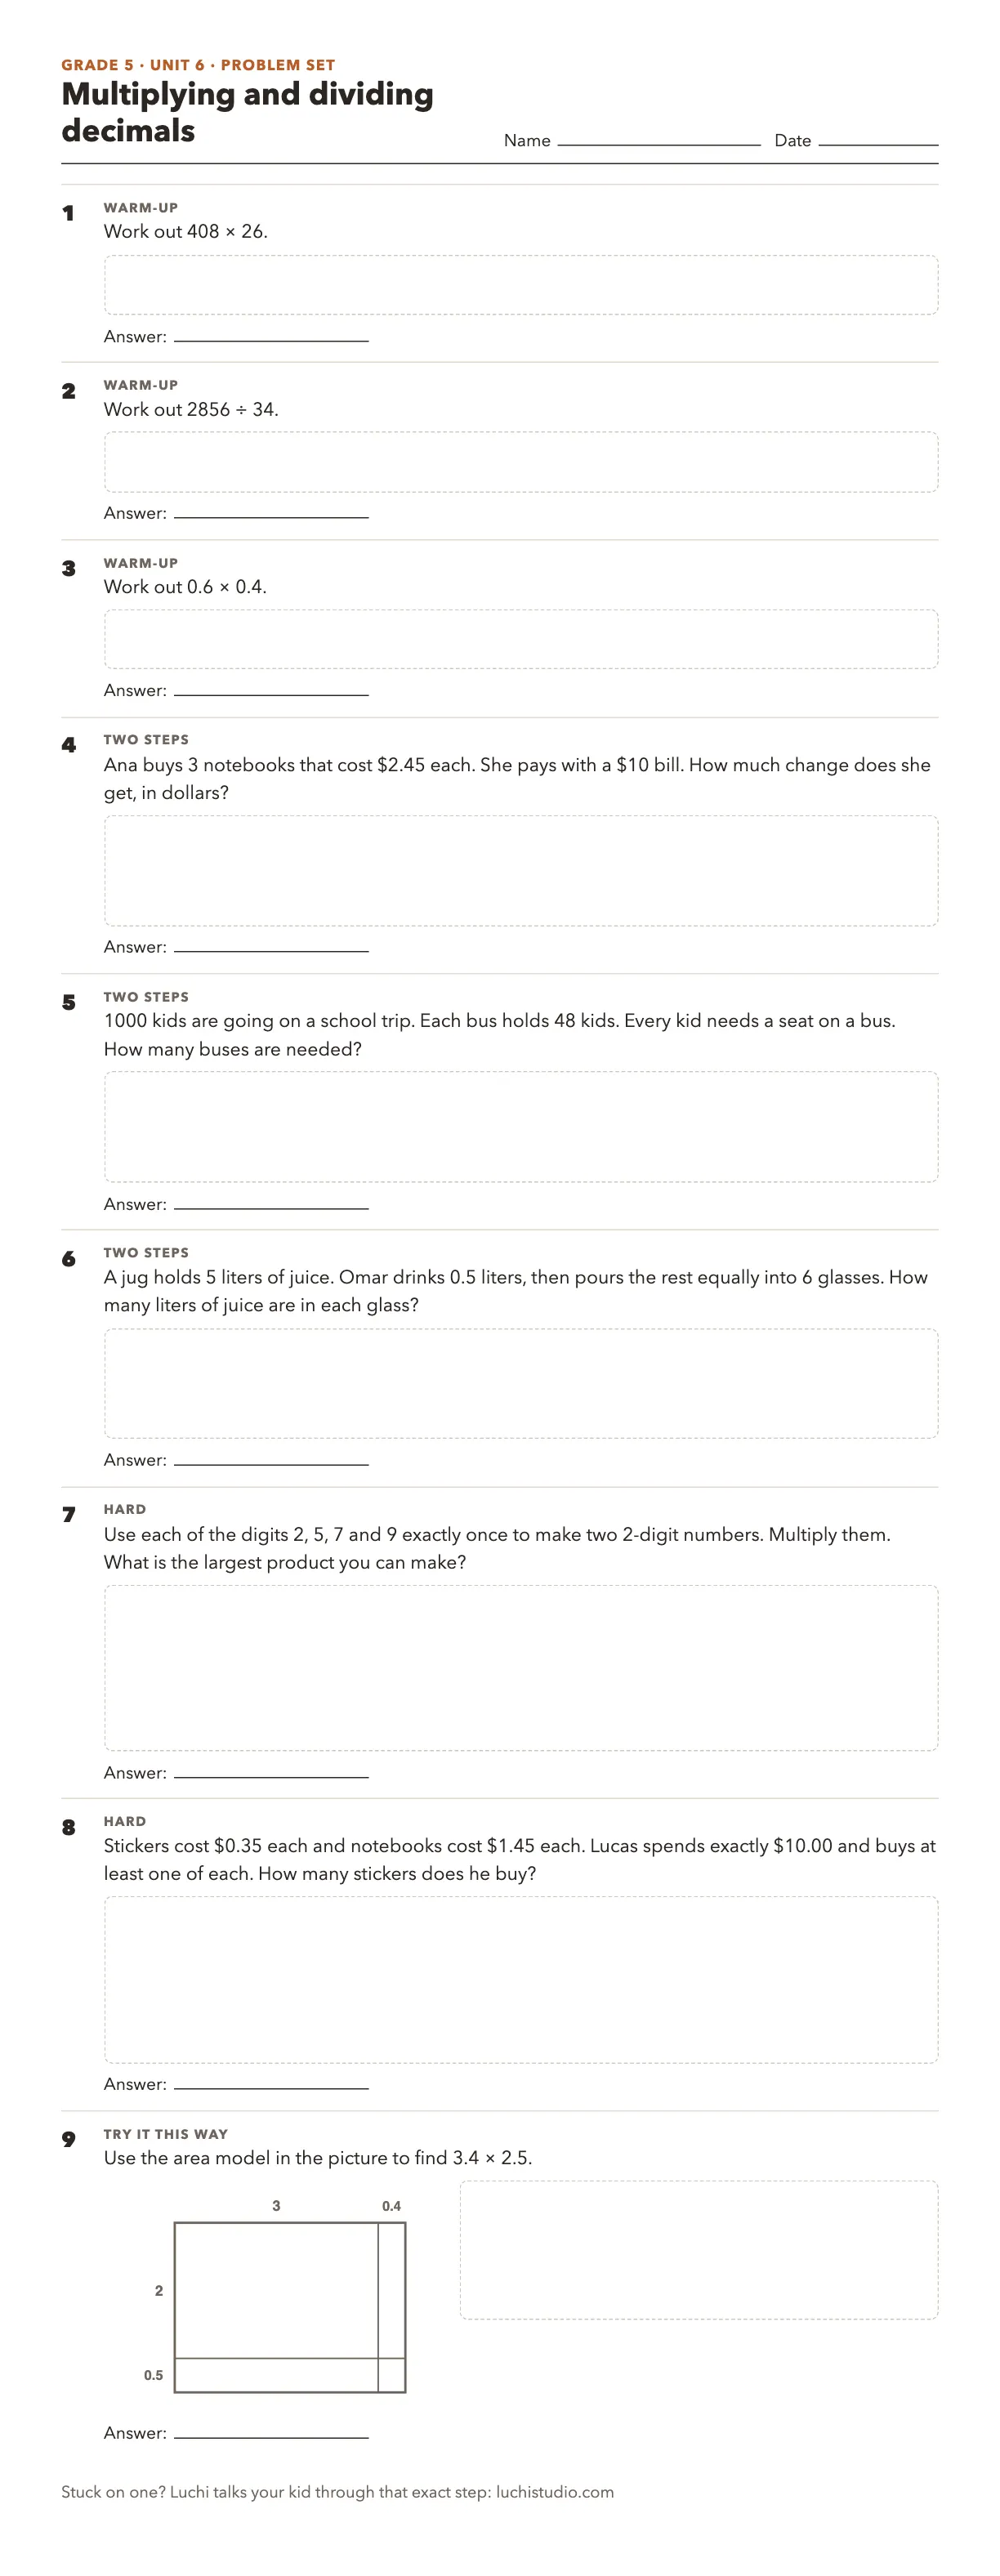 GRADE 5 · UNIT 6 · PROBLEM SET
Multiplying and dividing
decimals
Name Date
1
WARM-UP
Work out 408 × 26.
Answer:
2
WARM-UP
Work out 2856 ÷ 34.
Answer:
3
WARM-UP
Work out 0.6 × 0.4.
Answer:
4
TWO STEPS
Ana buys 3 notebooks that cost $2.45 each. She pays with a $10 bill. How much change does she
get, in dollars?
Answer:
5
TWO STEPS
1000 kids are going on a school trip. Each bus holds 48 kids. Every kid needs a seat on a bus.
How many buses are needed?
Answer:
6
TWO STEPS
A jug holds 5 liters of juice. Omar drinks 0.5 liters, then pours the rest equally into 6 glasses. How
many liters of juice are in each glass?
Answer:
7
HARD
Use each of the digits 2, 5, 7 and 9 exactly once to make two 2-digit numbers. Multiply them.
What is the largest product you can make?
Answer:
8
HARD
Stickers cost $0.35 each and notebooks cost $1.45 each. Lucas spends exactly $10.00 and buys at
least one of each. How many stickers does he buy?
Answer:
9
TRY IT THIS WAY
Use the area model in the picture to find 3.4 × 2.5.
3 0.4
2
0.5
Answer:
Stuck on one? Luchi talks your kid through that exact step: luchistudio.com